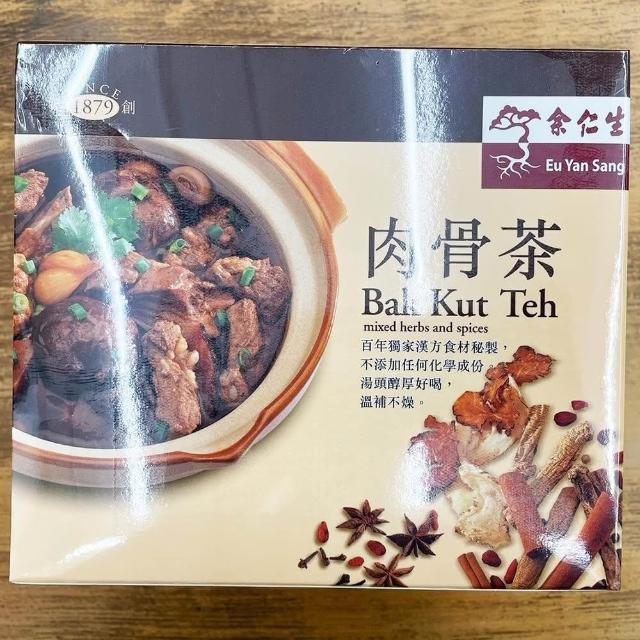 SINCE
1879 創
余仁生
Eu Yan Sang
肉骨茶
Bak Kut Teh
mixed herbs and spices
百年獨家漢方食材秘製，
不添加任何化學成份，
湯頭醇厚好喝，
溫補不燥。